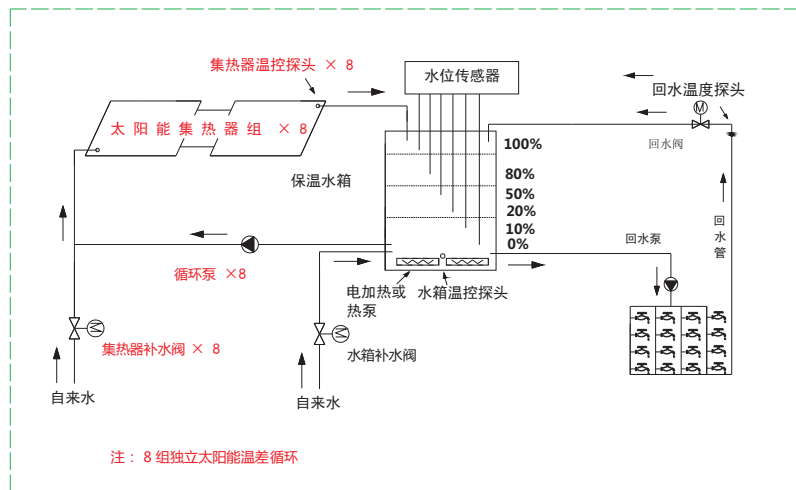 集热器温控探头 × 8
水位传感器
回水温度探头
M
太阳能集热器组 × 8
100%
回水阀
80%
保温水箱
50%
20%
10%
0%
回水泵
回水管
循环泵 ×8
电加热或
热泵
水箱温控探头
M
集热器补水阀 × 8
M
水箱补水阀
自来水
自来水
注：8 组独立太阳能温差循环